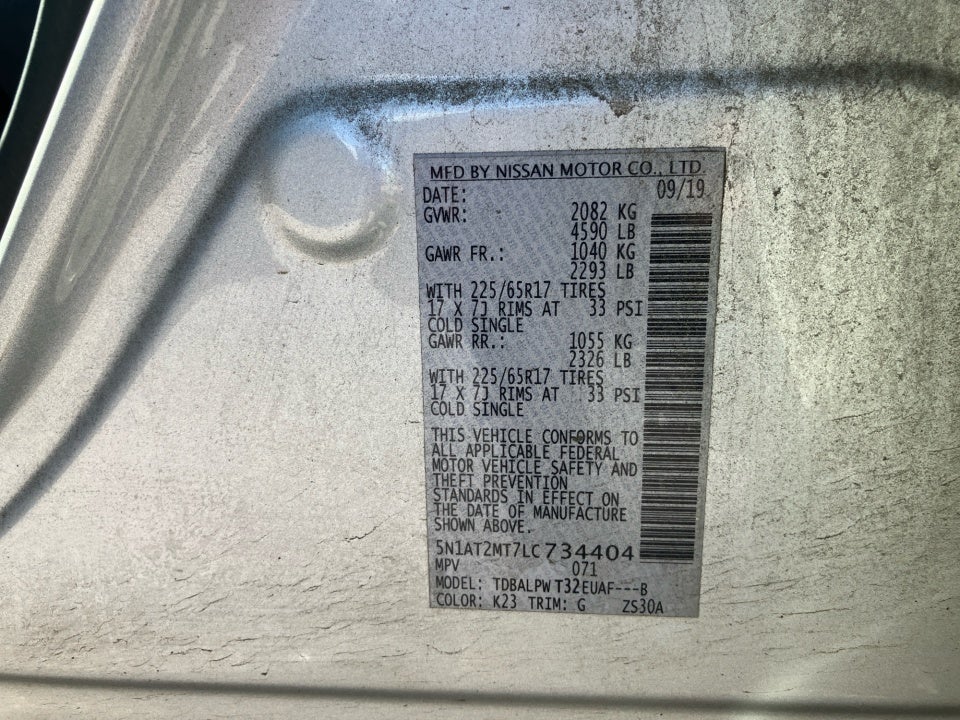 MFD BY NISSAN MOTOR CO., LTD.
DATE: 09/19
GVWR: 2082 KG
4590 LB
GAWR FR.: 1040 KG
2293 LB
WITH 225/65R17 TIRES
17 X 7J RIMS AT 33 PSI
COLD SINGLE
GAWR RR.: 1055 KG
2326 LB
WITH 225/65R17 TIRES
17 X 7J RIMS AT 33 PSI
COLD SINGLE
THIS VEHICLE CONFORMS TO
ALL APPLICABLE FEDERAL
MOTOR VEHICLE SAFETY AND
THEFT PREVENTION
STANDARDS IN EFFECT ON
THE DATE OF MANUFACTURE
SHOWN ABOVE.
5N1AT2MT7LC734404
MPV 071
MODEL: TDBALPW T32EUAF---B
COLOR: K23 TRIM: G ZS30A